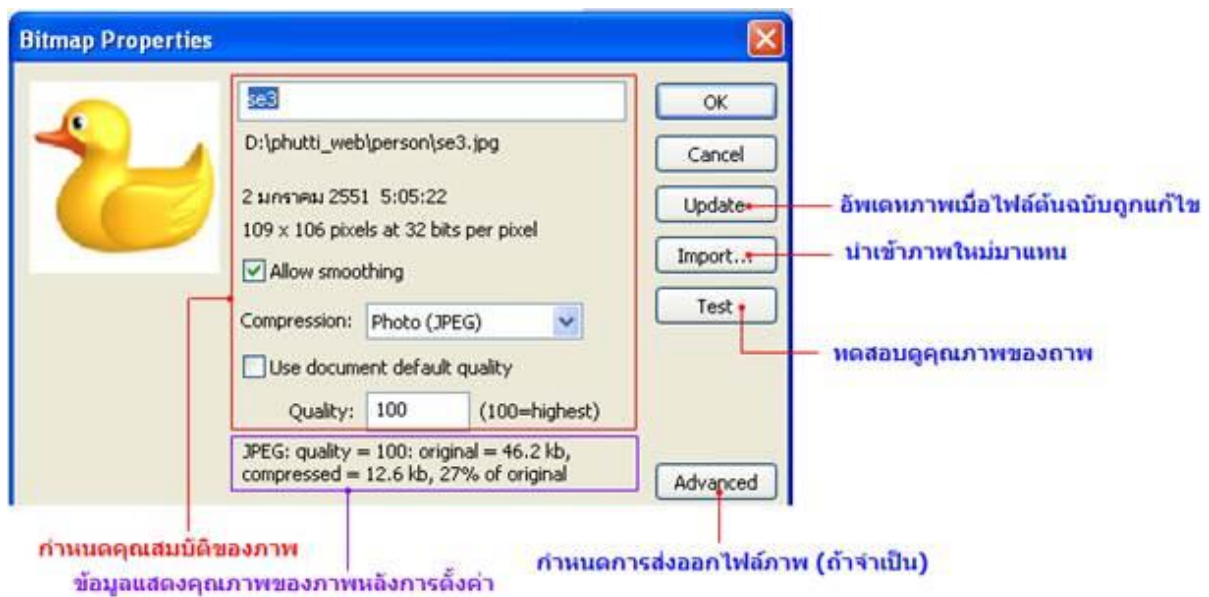 Bitmap Properties
se3
D:\phutti_web\person\se3.jpg
2 มกราคม 2551 5:05:22
109 x 106 pixels at 32 bits per pixel
Allow smoothing
Compression: Photo (JPEG)
Use document default quality
Quality: 100 (100=highest)
JPEG: quality = 100: original = 46.2 kb,
compressed = 12.6 kb, 27% of original
OK
Cancel
Update
อัพเดทภาพเมื่อไฟล์ต้นฉบับถูกแก้ไข
Import...
นำเข้าภาพใหม่มาแทน
Test
ทดสอบดูคุณภาพของถาพ
Advanced
กำหนดคุณสมบัติของภาพ
กำหนดการส่งออกไฟล์ภาพ (ถ้าจำเป็น)
ข้อมูลแสดงคุณภาพของภาพหลังการตั้งค่า